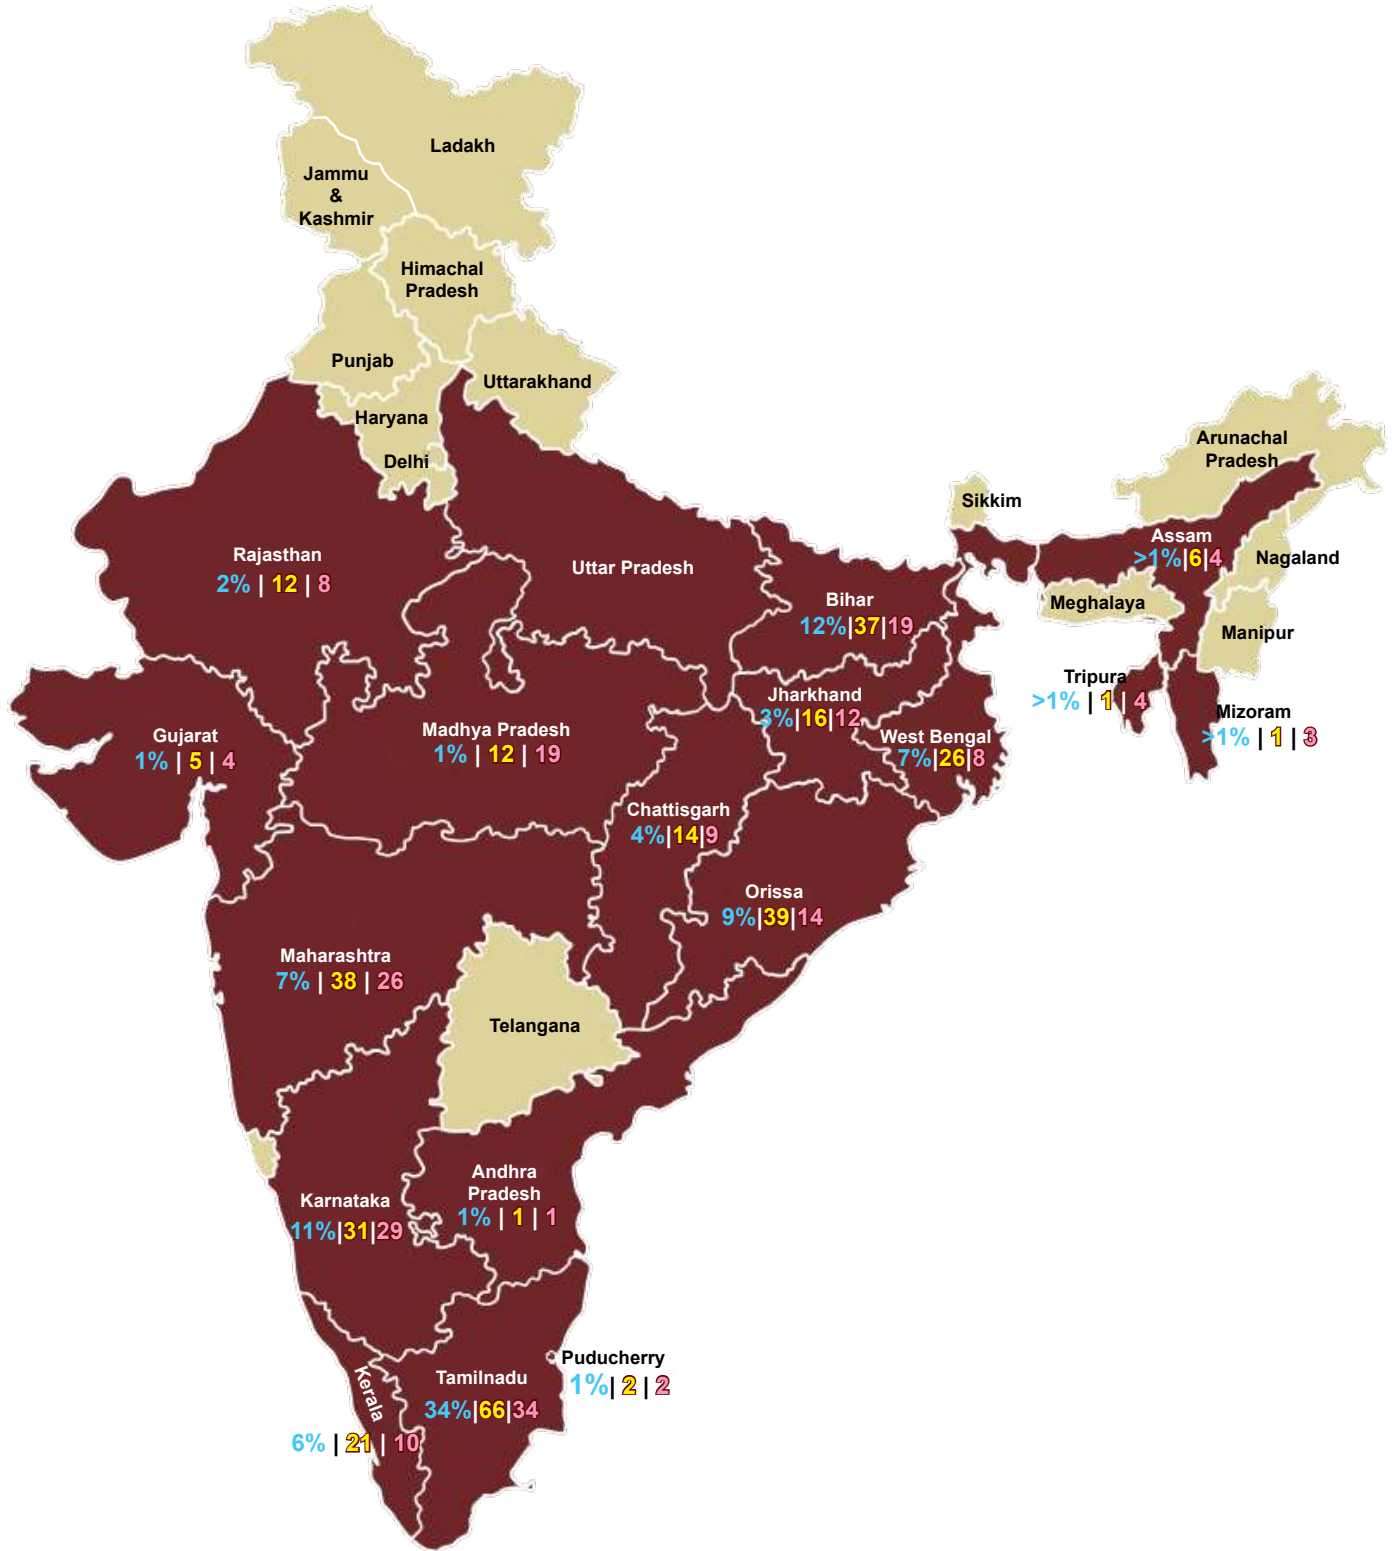 Ladakh
Jammu
&
Kashmir
Himachal
Pradesh
Punjab
Uttarakhand
Haryana
Delhi
Arunachal
Pradesh
Sikkim
Assam
>1%|6|4
Nagaland
Rajasthan
2% | 12 | 8
Uttar Pradesh
Bihar
12%|37|19
Meghalaya
Manipur
Tripura
>1% | 1 | 4
Jharkhand
3%|16|12
Mizoram
>1% | 1 | 3
Gujarat
1% | 5 | 4
Madhya Pradesh
1% | 12 | 19
West Bengal
7%|26|8
Chattisgarh
4%|14|9
Orissa
9%|39|14
Maharashtra
7% | 38 | 26
Telangana
Andhra
Pradesh
1% | 1 | 1
Karnataka
11%|31|29
Puducherry
1%| 2 | 2
Kerala
6% | 21 | 10
Tamilnadu
34%|66|34